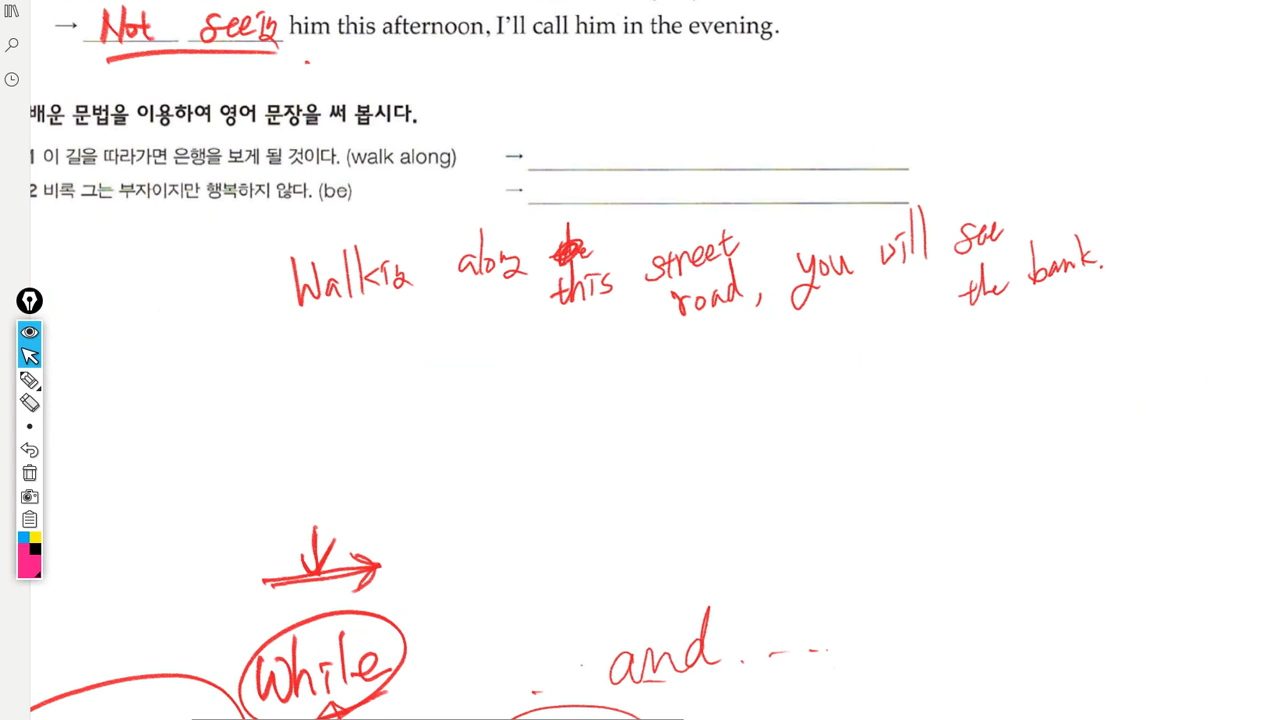 → Not seeing him this afternoon, I'll call him in the evening.
배운 문법을 이용하여 영어 문장을 써 봅시다.
1 이 길을 따라가면 은행을 보게 될 것이다. (walk along) →
2 비록 그는 부자이지만 행복하지 않다. (be) →
Walking along this street you will see
road, the bank.
While and.----